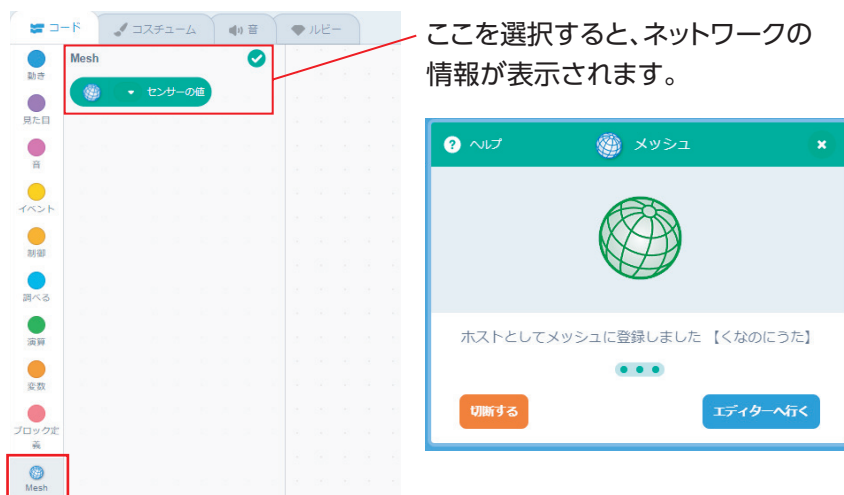 コード
コスチューム
音
ルビー
Mesh
センサーの値
動き
見た目
音
イベント
制御
調べる
演算
変数
ブロック定
義
Mesh
ここを選択すると、ネットワークの
情報が表示されます。
? ヘルプ
メッシュ
ホストとしてメッシュに登録しました 【くなのにうた】
切断する
エディターへ行く